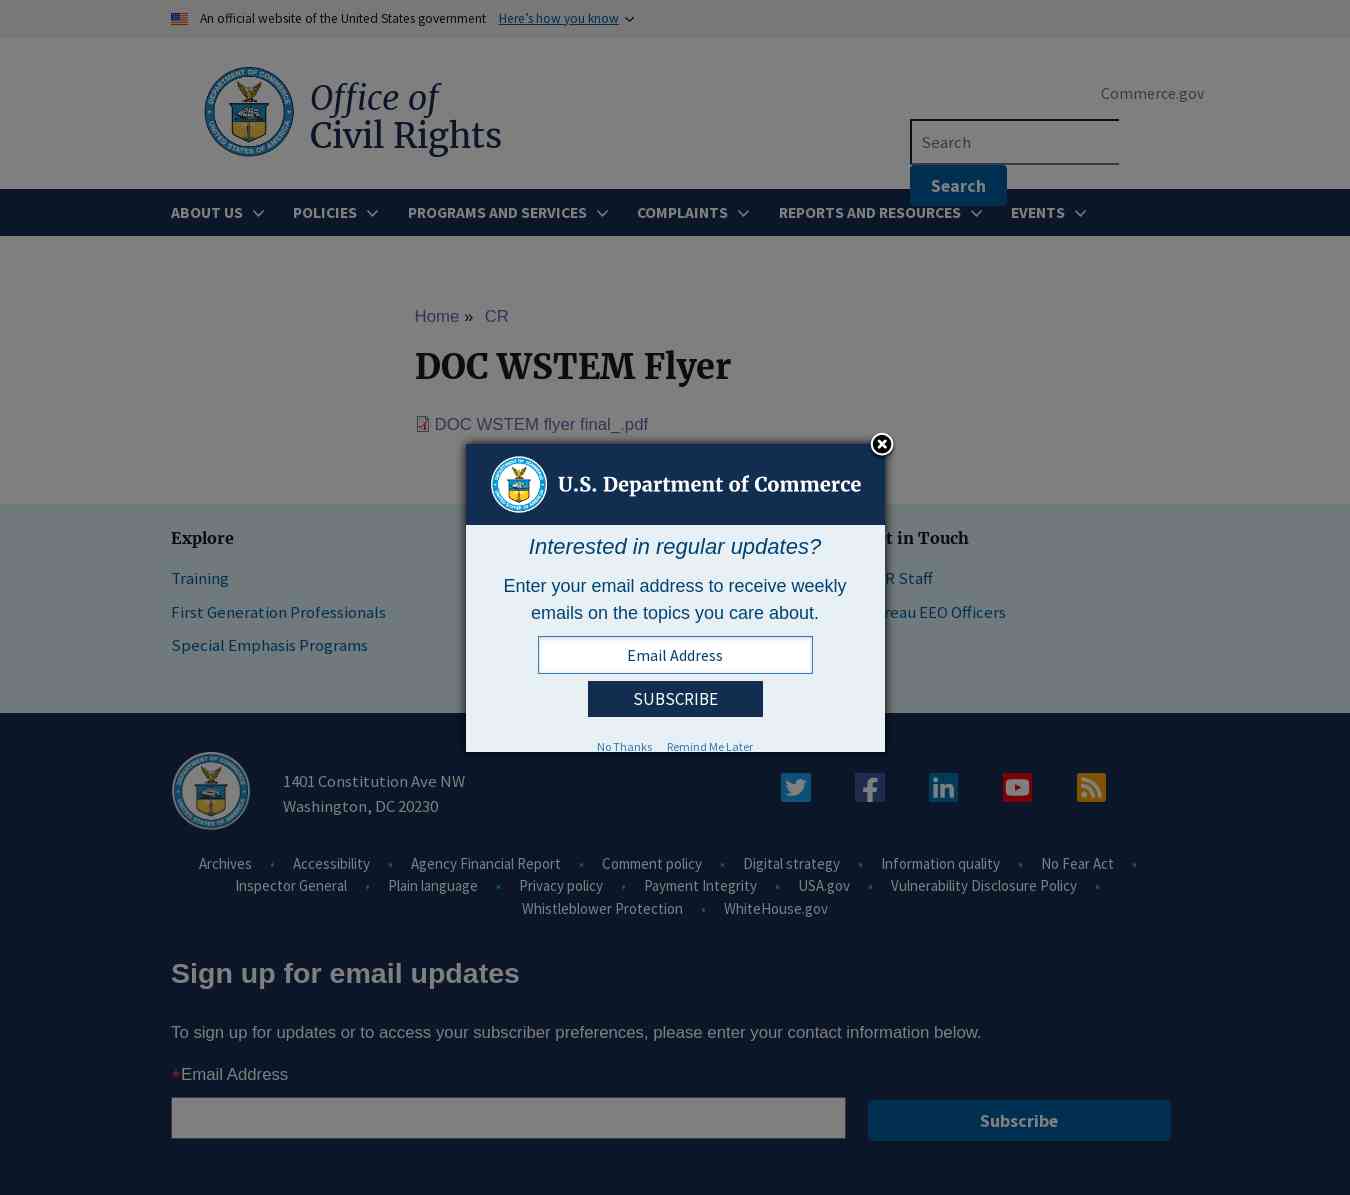 An official website of the United States government Here's how you know
Office of
Civil Rights
Commerce.gov
Search
Search
ABOUT US POLICIES PROGRAMS AND SERVICES COMPLAINTS REPORTS AND RESOURCES EVENTS
Home » CR
DOC WSTEM Flyer
DOC WSTEM flyer final_.pdf
U.S. Department of Commerce
Interested in regular updates?
Enter your email address to receive weekly
emails on the topics you care about.
Email Address
SUBSCRIBE
No Thanks Remind Me Later
Explore
Training
First Generation Professionals
Special Emphasis Programs
t in Touch
R Staff
reau EEO Officers
1401 Constitution Ave NW
Washington, DC 20230
Archives Accessibility Agency Financial Report Comment policy Digital strategy Information quality No Fear Act
Inspector General Plain language Privacy policy Payment Integrity USA.gov Vulnerability Disclosure Policy
Whistleblower Protection WhiteHouse.gov
Sign up for email updates
To sign up for updates or to access your subscriber preferences, please enter your contact information below.
*Email Address
Subscribe